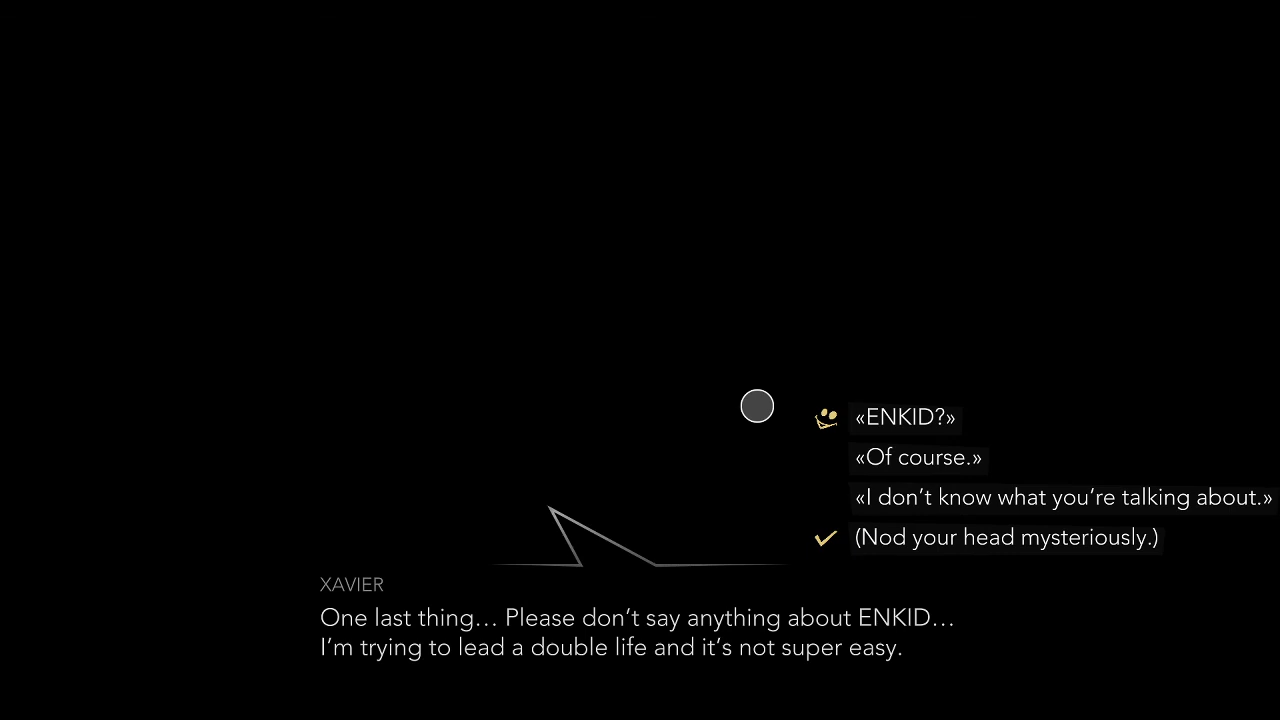 «ENKID?»
«Of course.»
«I don’t know what you’re talking about.»
(Nod your head mysteriously.)
XAVIER
One last thing… Please don’t say anything about ENKID…
I’m trying to lead a double life and it’s not super easy.